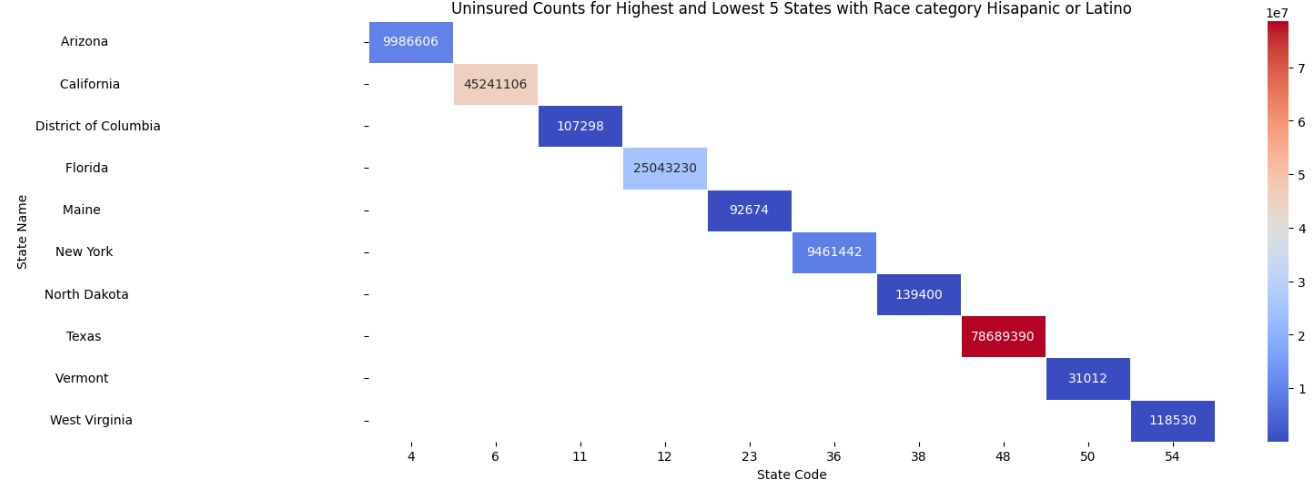 Uninsured Counts for Highest and Lowest 5 States with Race category Hisapanic or Latino
1e7
Arizona 9986606
California 45241106
District of Columbia 107298
Florida 25043230
Maine 92674
New York 9461442
North Dakota 139400
Texas 78689390
Vermont 31012
West Virginia 118530
State Name
4 6 11 12 23 36 38 48 50 54
State Code
7
6
5
4
3
2
1